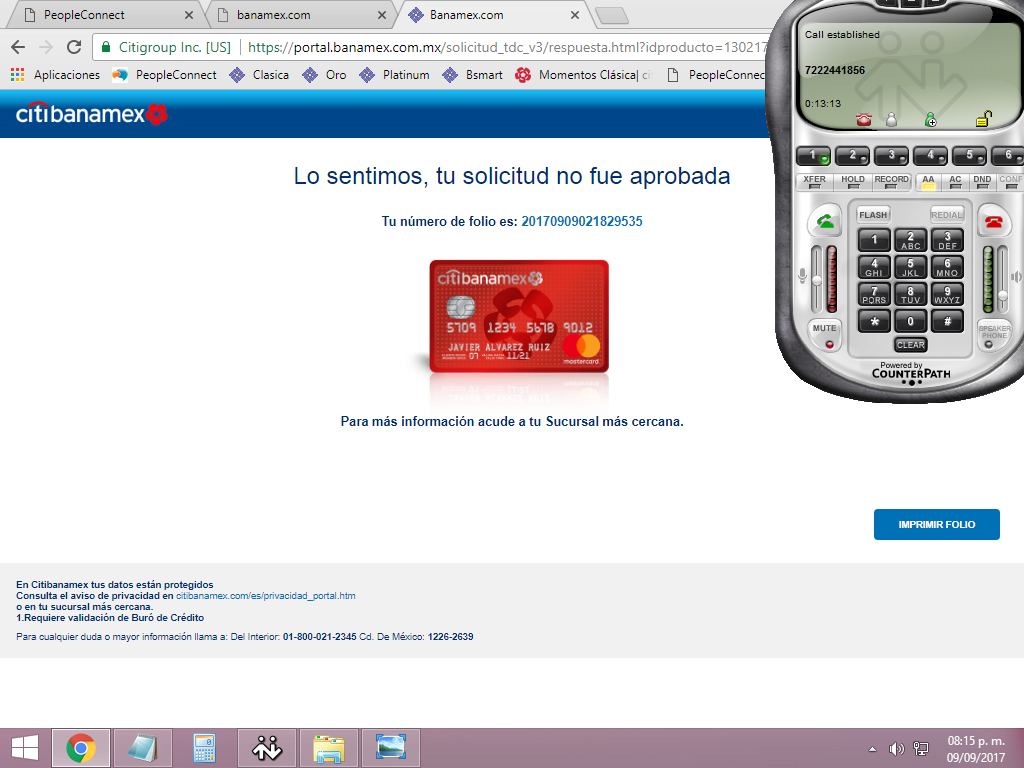 PeopleConnect
banamex.com
Banamex.com
Citigroup Inc. [US]
https://portal.banamex.com.mx/solicitud_tdc_v3/respuesta.html?idproducto=130217
Aplicaciones
PeopleConnect
Clasica
Oro
Platinum
Bsmart
Momentos Clásica| ci
PeopleConnec
citibanamex
Lo sentimos, tu solicitud no fue aprobada
Tu número de folio es: 20170909021829535
citibanamex
5709 1234 5678 9012
JAVIER ALVAREZ RUIZ
07
11/21
mastercard
Para más información acude a tu Sucursal más cercana.
IMPRIMIR FOLIO
En Citibanamex tus datos están protegidos
Consulta el aviso de privacidad en citibanamex.com/es/privacidad_portal.htm
o en tu sucursal más cercana.
1.Requiere validación de Buró de Crédito
Para cualquier duda o mayor información llama a: Del Interior: 01-800-021-2345 Cd. De México: 1226-2639
Call established
7222441856
0:13:13
1 2 3 4 5 6
XFER HOLD RECORD AA AC DND CONF
FLASH REDIAL
1 2 ABC 3 DEF
4 GHI 5 JKL 6 MNO
7 PQRS 8 TUV 9 WXYZ
* 0 #
MUTE
SPEAKER PHONE
CLEAR
Powered by
COUNTERPATH
08:15 p. m.
09/09/2017